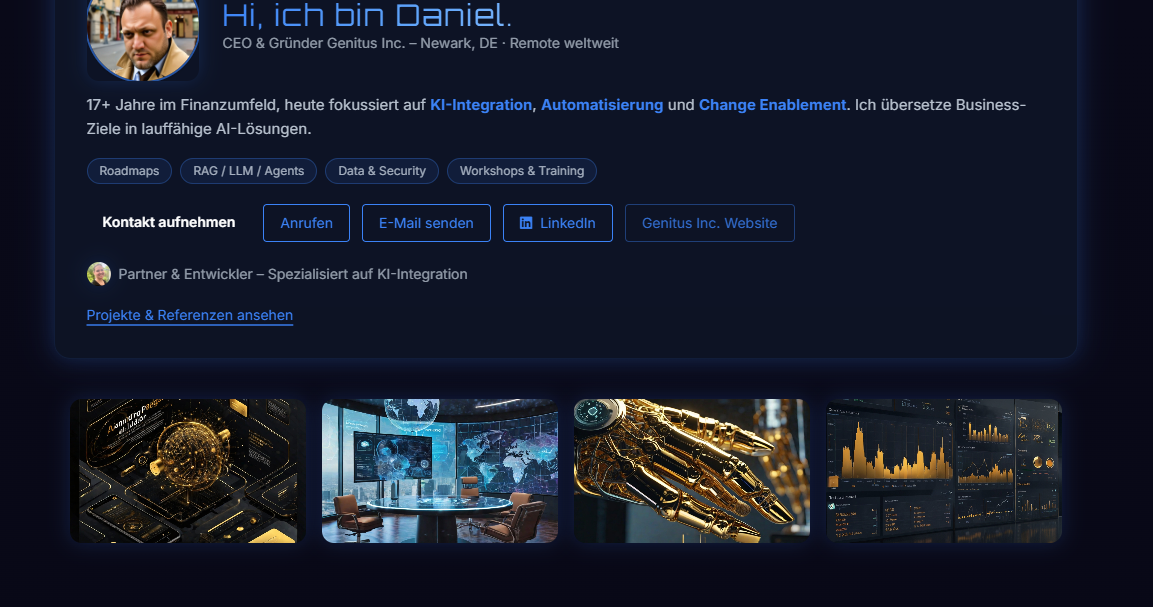 Hi, ich bin Daniel.
CEO & Gründer Genitus Inc. – Newark, DE · Remote weltweit
17+ Jahre im Finanzumfeld, heute fokussiert auf KI-Integration, Automatisierung und Change Enablement. Ich übersetze Business-
Ziele in lauffähige AI-Lösungen.
Roadmaps
RAG / LLM / Agents
Data & Security
Workshops & Training
Kontakt aufnehmen
Anrufen
E-Mail senden
LinkedIn
Genitus Inc. Website
Partner & Entwickler – Spezialisiert auf KI-Integration
Projekte & Referenzen ansehen